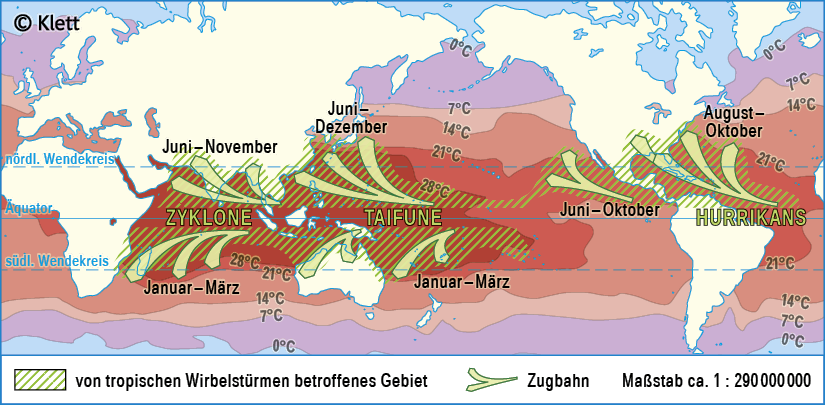 © Klett
0°C
0°C
7°C
14°C
7°C
14°C
21°C
28°C
Juni–
Dezember
August–
Oktober
21°C
Juni–November
nördl. Wendekreis
Äquator
ZYKLONE
TAIFUNE
Juni–Oktober
HURRIKANS
südl. Wendekreis
28°C
21°C
21°C
Januar–März
Januar–März
14°C
7°C
0°C
14°C
7°C
0°C
von tropischen Wirbelstürmen betroffenes Gebiet
Zugbahn
Maßstab ca. 1 : 290 000 000